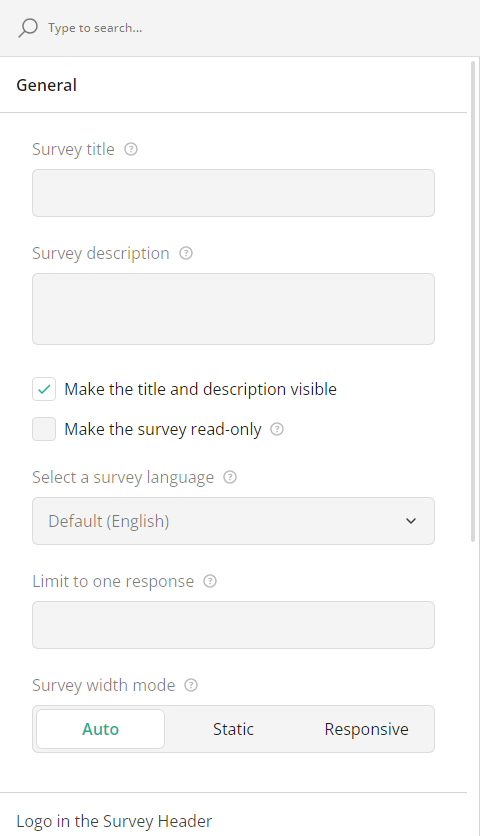 Type to search...
General
Survey title
Survey description
Make the title and description visible
Make the survey read-only
Select a survey language
Default (English)
Limit to one response
Survey width mode
Auto Static Responsive
Logo in the Survey Header